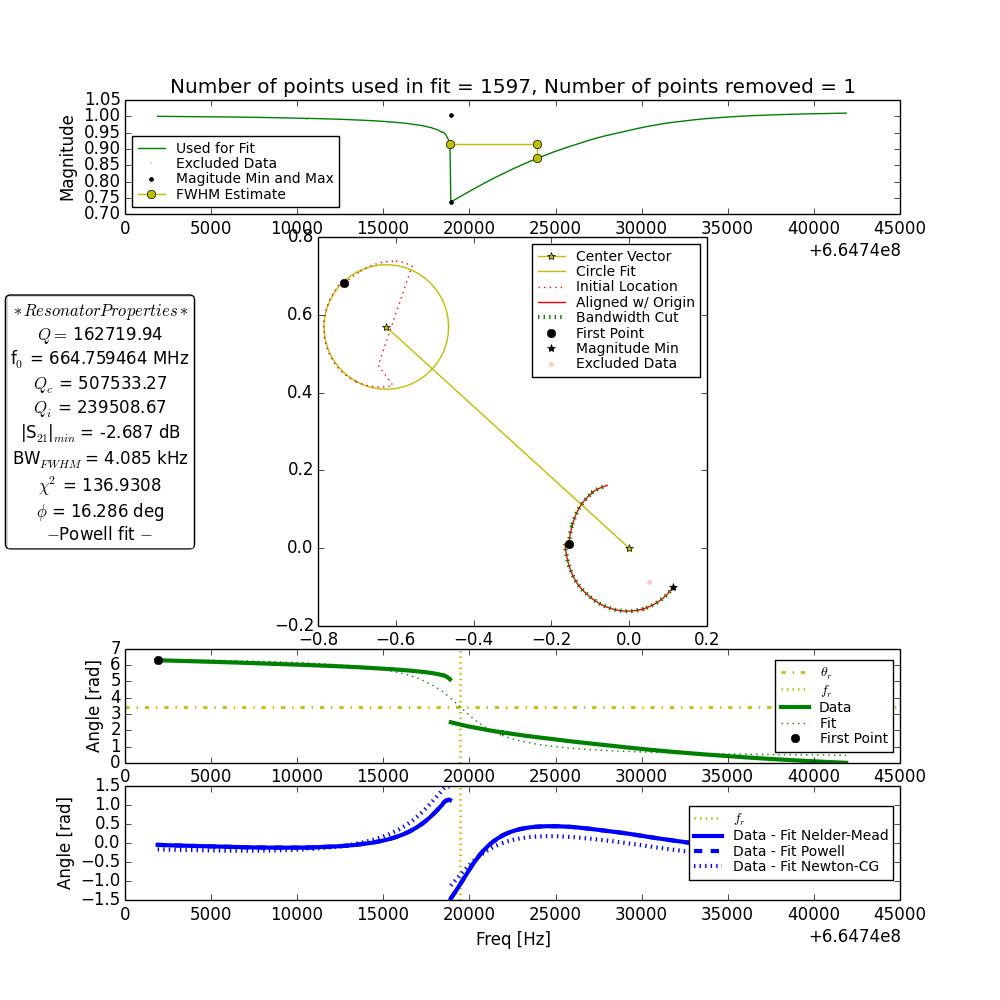 Number of points used in fit = 1597, Number of points removed = 1
Magnitude
1.05
1.00
0.95
0.90
0.85
0.80
0.75
0.70
Used for Fit
Excluded Data
Magitude Min and Max
FWHM Estimate
0 5000 10000 15000 20000 25000 30000 35000 40000 45000
+6.6474e8
*ResonatorProperties*
Q = 162719.94
f0 = 664.759464 MHz
Qc = 507533.27
Qi = 239508.67
|S21|min = -2.687 dB
BWFWHM = 4.085 kHz
χ2 = 136.9308
ϕ = 16.286 deg
−Powell fit −
0.8
0.6
0.4
0.2
0.0
−0.2
Center Vector
Circle Fit
Initial Location
Aligned w/ Origin
Bandwidth Cut
First Point
Magnitude Min
Excluded Data
−0.8 −0.6 −0.4 −0.2 0.0 0.2
Angle [rad]
7
6
5
4
3
2
1
0
θr
fr
Data
Fit
First Point
0 5000 10000 15000 20000 25000 30000 35000 40000 45000
+6.6474e8
Angle [rad]
1.5
1.0
0.5
0.0
−0.5
−1.0
−1.5
fr
Data - Fit Nelder-Mead
Data - Fit Powell
Data - Fit Newton-CG
0 5000 10000 15000 20000 25000 30000 35000 40000 45000
Freq [Hz]
+6.6474e8